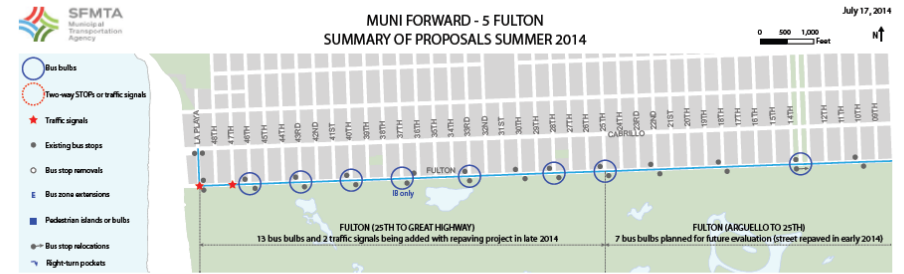 SFMTA
Municipal
Transportation
Agency
MUNI FORWARD - 5 FULTON
SUMMARY OF PROPOSALS SUMMER 2014
July 17, 2014
0 500 1,000
Feet
N
Bus bulbs
Two-way STOPs or traffic signals
Traffic signals
Existing bus stops
Bus stop removals
E Bus zone extensions
Pedestrian islands or bulbs
Bus stop relocations
Right-turn pockets
LA PLAYA
48TH
47TH
46TH
45TH
44TH
43RD
42ND
41ST
40TH
39TH
38TH
37TH
36TH
35TH
34TH
33RD
32ND
31ST
30TH
29TH
28TH
27TH
26TH
25TH
24TH
23RD
22ND
21ST
20TH
19TH
18TH
17TH
16TH
15TH
14TH
12TH
11TH
10TH
09TH
CABRILLO
FULTON
IB only
FULTON (25TH TO GREAT HIGHWAY)
13 bus bulbs and 2 traffic signals being added with repaving project in late 2014
FULTON (ARGUELLO TO 25TH)
7 bus bulbs planned for future evaluation (street repaved in early 2014)